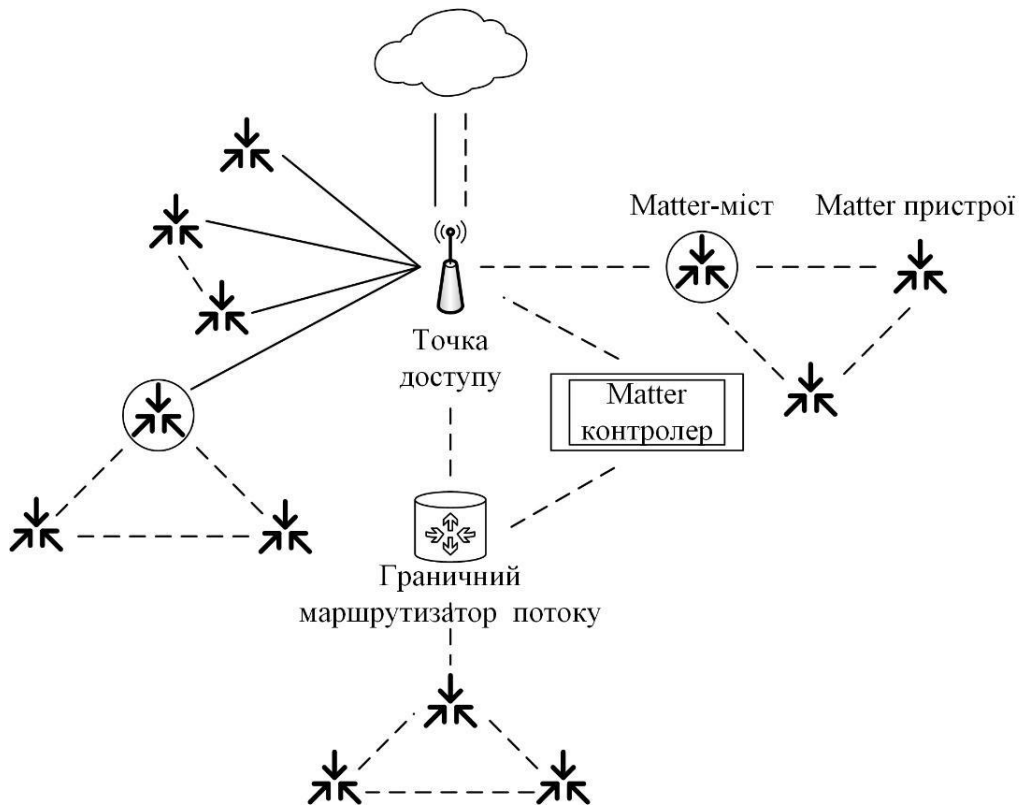 Matter-міст
Matter пристрої
Точка
доступу
Matter
контролер
Граничний
маршрутизатор потоку